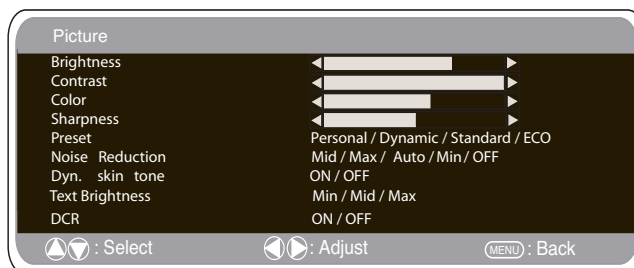 Picture
Brightness
Contrast
Color
Sharpness
Preset Personal / Dynamic / Standard / ECO
Noise Reduction Mid / Max / Auto / Min / OFF
Dyn. skin tone ON / OFF
Text Brightness Min / Mid / Max
DCR ON / OFF
: Select : Adjust MENU : Back